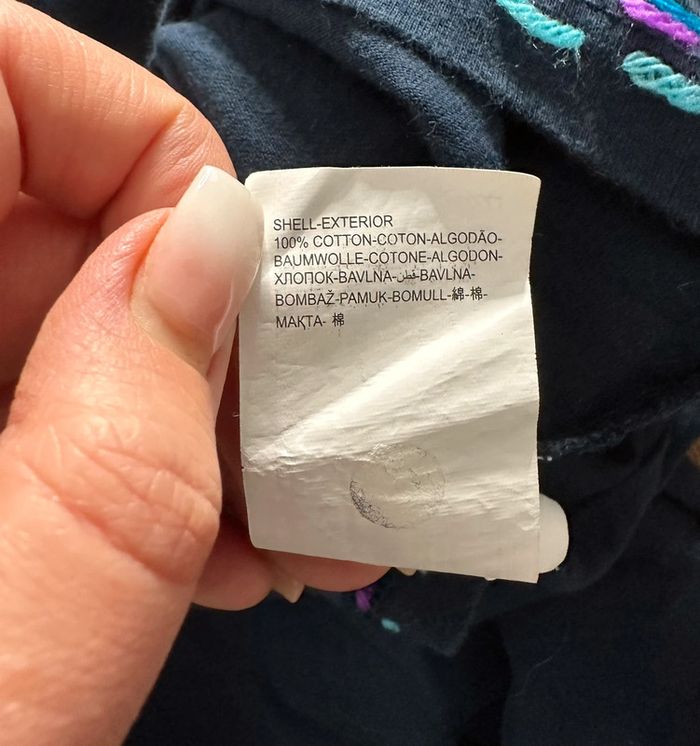 SHELL-EXTERIOR
100% COTTON-COTON-ALGODÃO-
BAUMWOLLE-COTONE-ALGODON-
ХЛОПОК-BAVLNA-قطن-BAVLNA-
BOMBAŽ-PAMUK-BOMULL-綿-棉-
МАҚТА- 棉